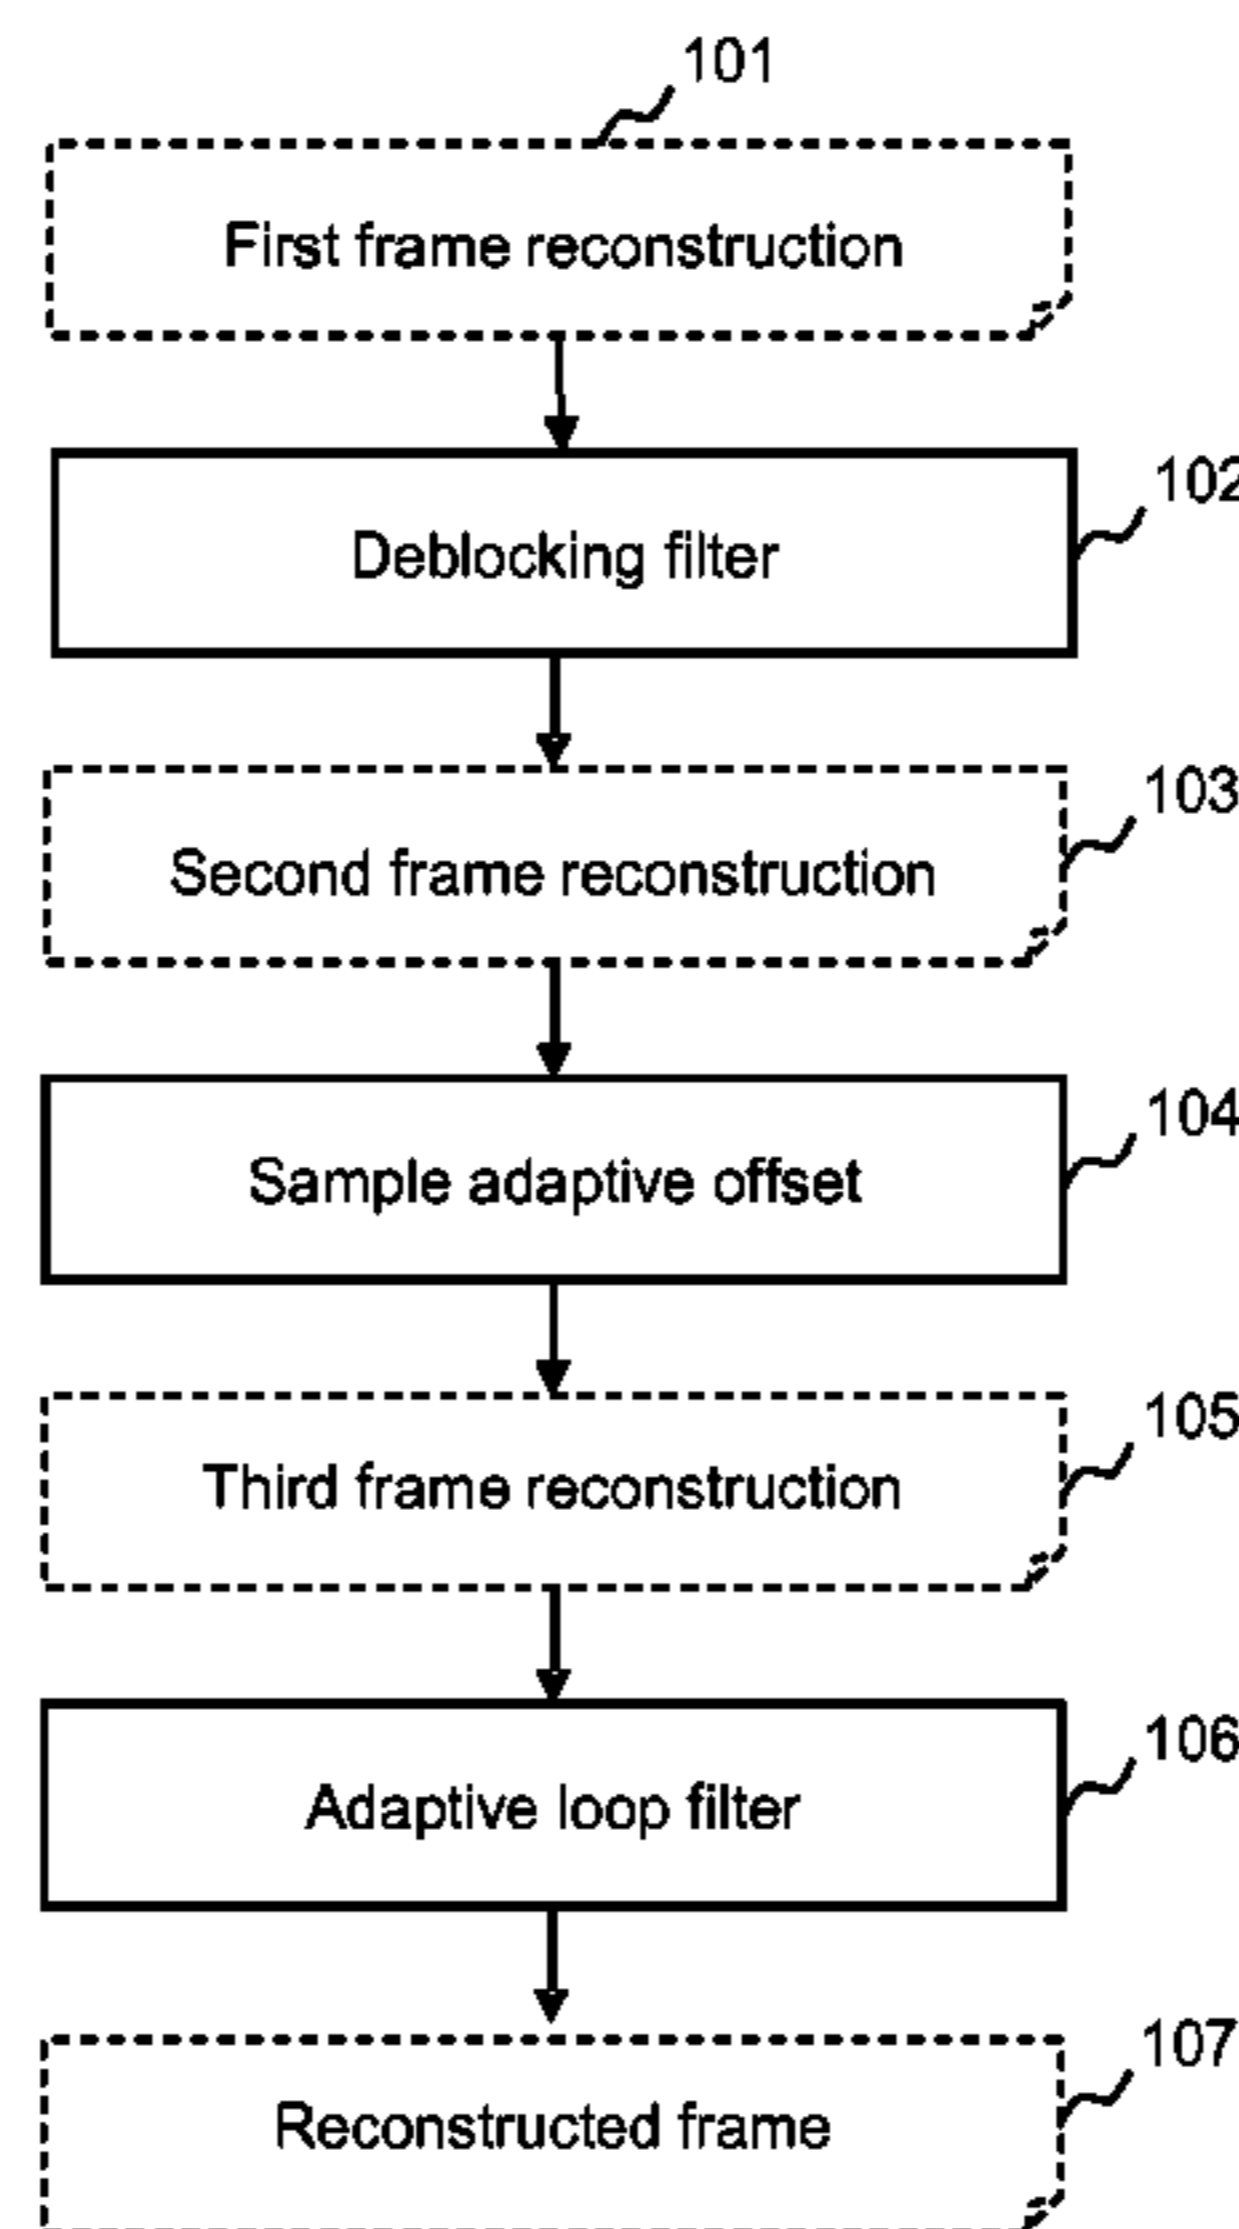 101
First frame reconstruction
102
Deblocking filter
103
Second frame reconstruction
104
Sample adaptive offset
105
Third frame reconstruction
106
Adaptive loop filter
107
Reconstructed frame